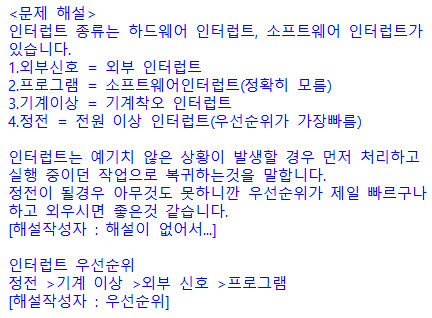 <문제 해설>
인터럽트 종류는 하드웨어 인터럽트, 소프트웨어 인터럽트가
있습니다.
1.외부신호 = 외부 인터럽트
2.프로그램 = 소프트웨어인터럽트(정확히 모름)
3.기계이상 = 기계착오 인터럽트
4.정전 = 전원 이상 인터럽트(우선순위가 가장빠름)
인터럽트는 예기치 않은 상황이 발생할 경우 먼저 처리하고
실행 중이던 작업으로 복귀하는것을 말합니다.
정전이 될경우 아무것도 못하니깐 우선순위가 제일 빠르구나
하고 외우시면 좋은것 같습니다.
[해설작성자 : 해설이 없어서...]
인터럽트 우선순위
정전 >기계 이상 >외부 신호 >프로그램
[해설작성자 : 우선순위]